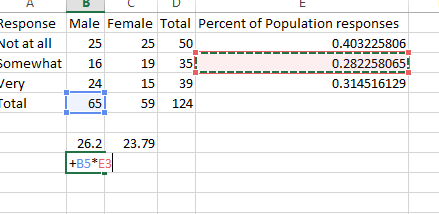 A B C D E
Response Male Female Total Percent of Population responses
Not at all 25 25 50 0.403225806
Somewhat 16 19 35 0.282258065
Very 24 15 39 0.314516129
Total 65 59 124
26.2 23.79
+B5*E3